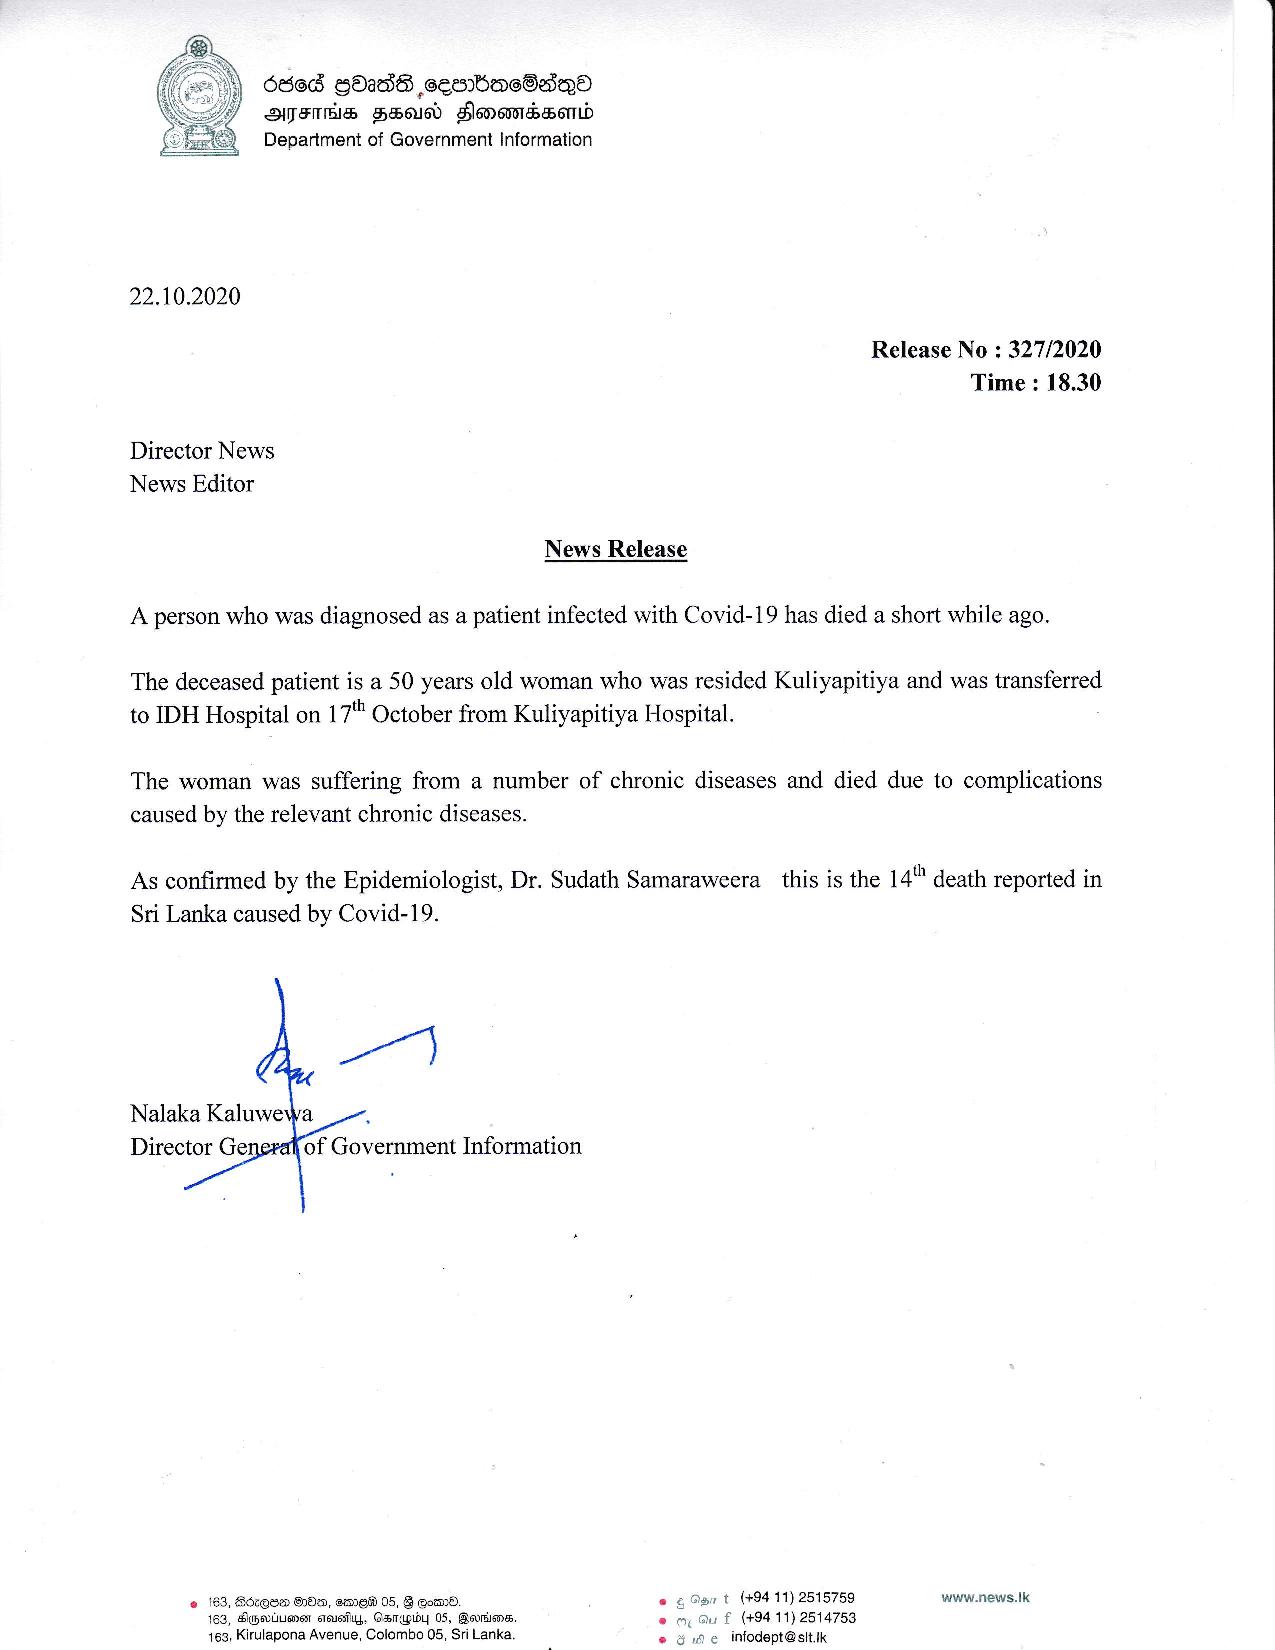 රජයේ ප්‍රවෘත්ති දෙපාර්තමේන්තුව
அரசாங்க தகவல் திணைக்களம்
Department of Government Information
22.10.2020
Release No : 327/2020
Time : 18.30
Director News
News Editor
News Release
A person who was diagnosed as a patient infected with Covid-19 has died a short while ago.
The deceased patient is a 50 years old woman who was resided Kuliyapitiya and was transferred
to IDH Hospital on 17th October from Kuliyapitiya Hospital.
The woman was suffering from a number of chronic diseases and died due to complications
caused by the relevant chronic diseases.
As confirmed by the Epidemiologist, Dr. Sudath Samaraweera this is the 14th death reported in
Sri Lanka caused by Covid-19.
Nalaka Kaluwewa
Director General of Government Information
163, කිරුළපන මාවත, කොළඹ 05, ශ්‍රී ලංකාව.
163, கிருலப்பனை எவனியூ, கொழும்பு 05, இலங்கை.
163, Kirulapona Avenue, Colombo 05, Sri Lanka.
දු தொ t (+94 11) 2515759
ෆැ பெ f (+94 11) 2514753
ඊ மி e infodept@slt.lk
www.news.lk